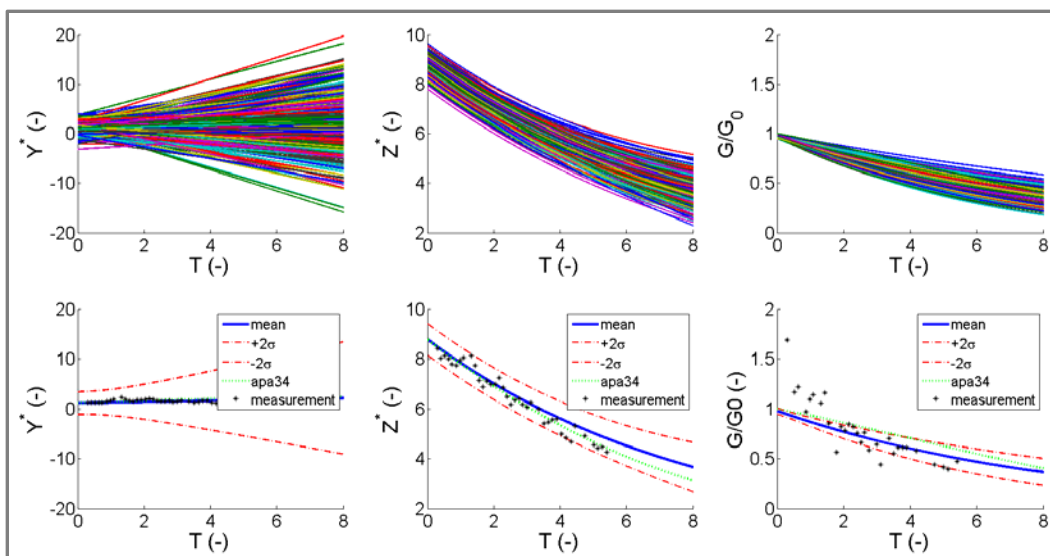 20
10
0
-10
-20
0
2
4
6
8
Y* (-)
T (-)
10
8
6
4
2
0
2
4
6
8
Z* (-)
T (-)
2
1.5
1
0.5
0
0
2
4
6
8
G/G₀
T (-)
20
10
0
-10
-20
0
2
4
6
8
Y* (-)
T (-)
mean
+2σ
-2σ
apa34
measurement
10
8
6
4
2
0
2
4
6
8
Z* (-)
T (-)
mean
+2σ
-2σ
apa34
measurement
2
1.5
1
0.5
0
0
2
4
6
8
G/G0 (-)
T (-)
mean
+2σ
-2σ
apa34
measurement